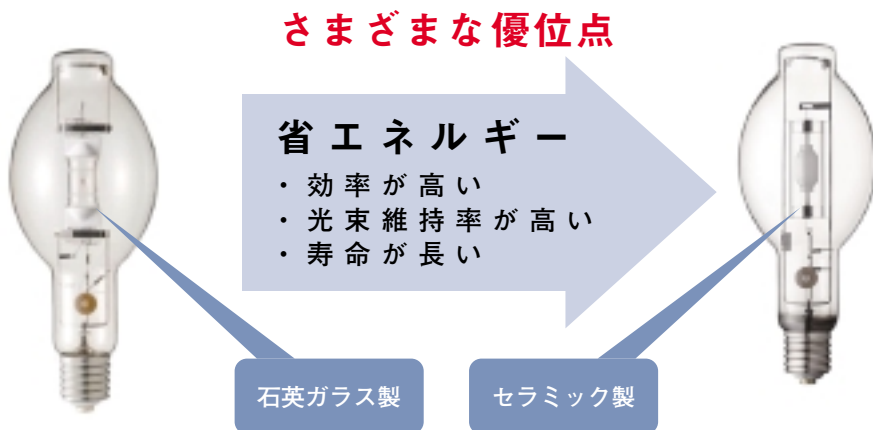 さまざまな優位点
省エネルギー
・効率が高い
・光束維持率が高い
・寿命が長い
石英ガラス製
セラミック製